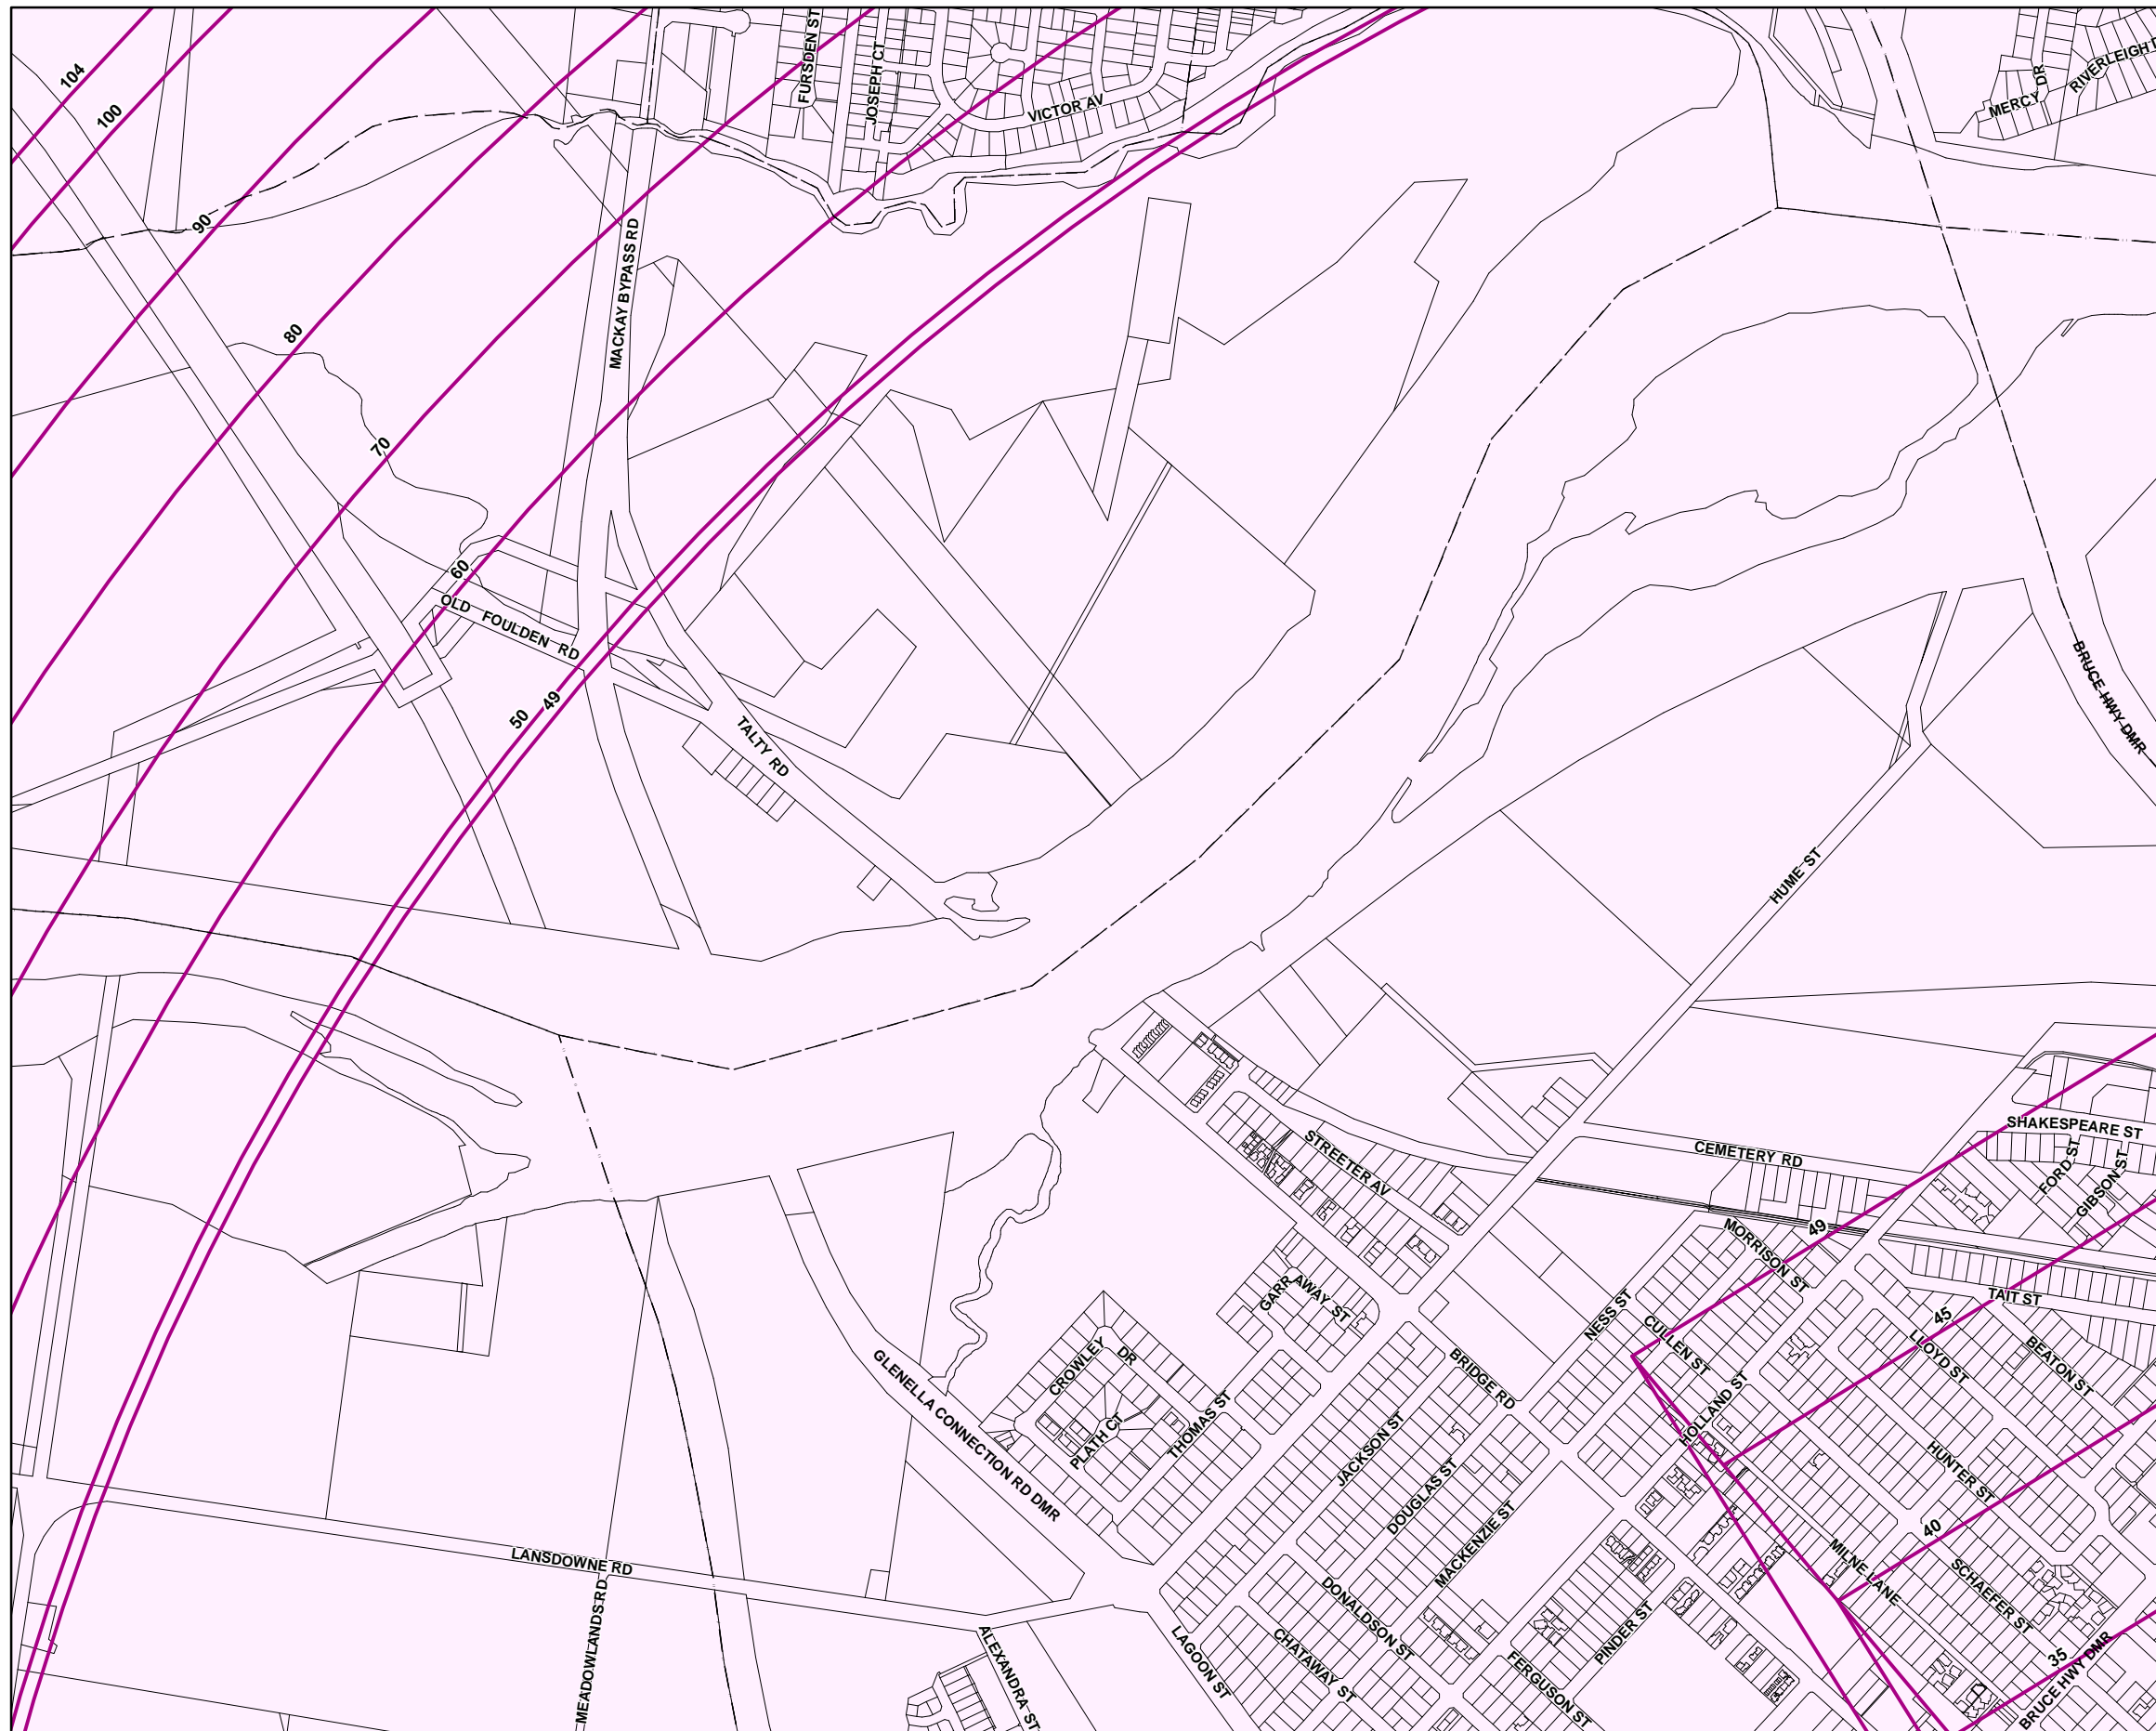 104
100
90
80
70
60
50
49
FURSDEN ST
JOSEPH CT
VICTOR AV
MERCY DR
RIVERLEIGH
MACKAY BYPASS RD
OLD FOULDEN RD
TALTY RD
BRUCE HWY DMR
HUME ST
SHAKESPEARE ST
CEMETERY RD
FORD ST
GIBSON ST
STREETER AV
MORRISON ST
49
GARRAWAY ST
NESS ST
CULLEN ST
TAIT ST
45
LLOYD ST
BEATON ST
CROWLEY DR
GLENELLA CONNECTION RD DMR
PLATH CT
THOMAS ST
BRIDGE RD
HOLLAND ST
JACKSON ST
DOUGLAS ST
HUNTER ST
MACKENZIE ST
40
LANSDOWNE RD
MEADOWLANDS RD
MILNE LANE
SCHAEFER ST
DONALDSON ST
PINDER ST
ALEXANDRA ST
LAGOON ST
CHATAWAY ST
FERGUSON ST
35
BRUCE HWY DMR